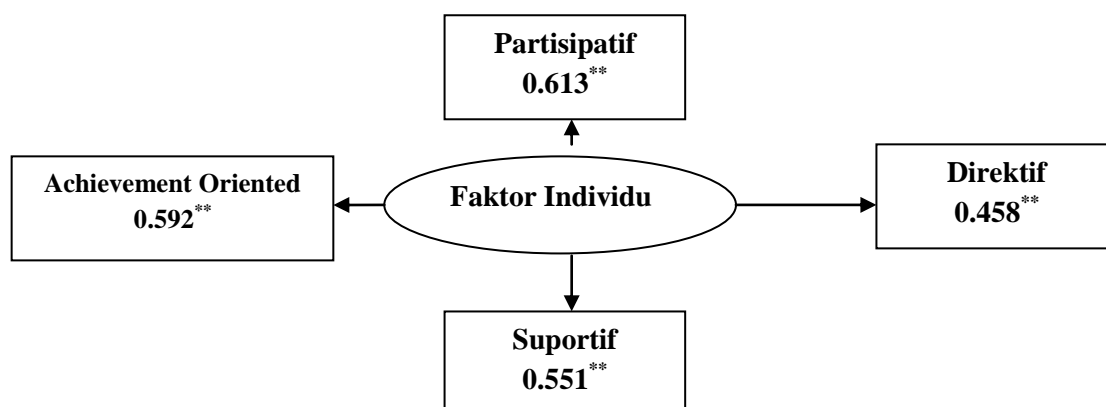 Partisipatif
0.613**
Achievement Oriented
0.592**
Faktor Individu
Direktif
0.458**
Suportif
0.551**